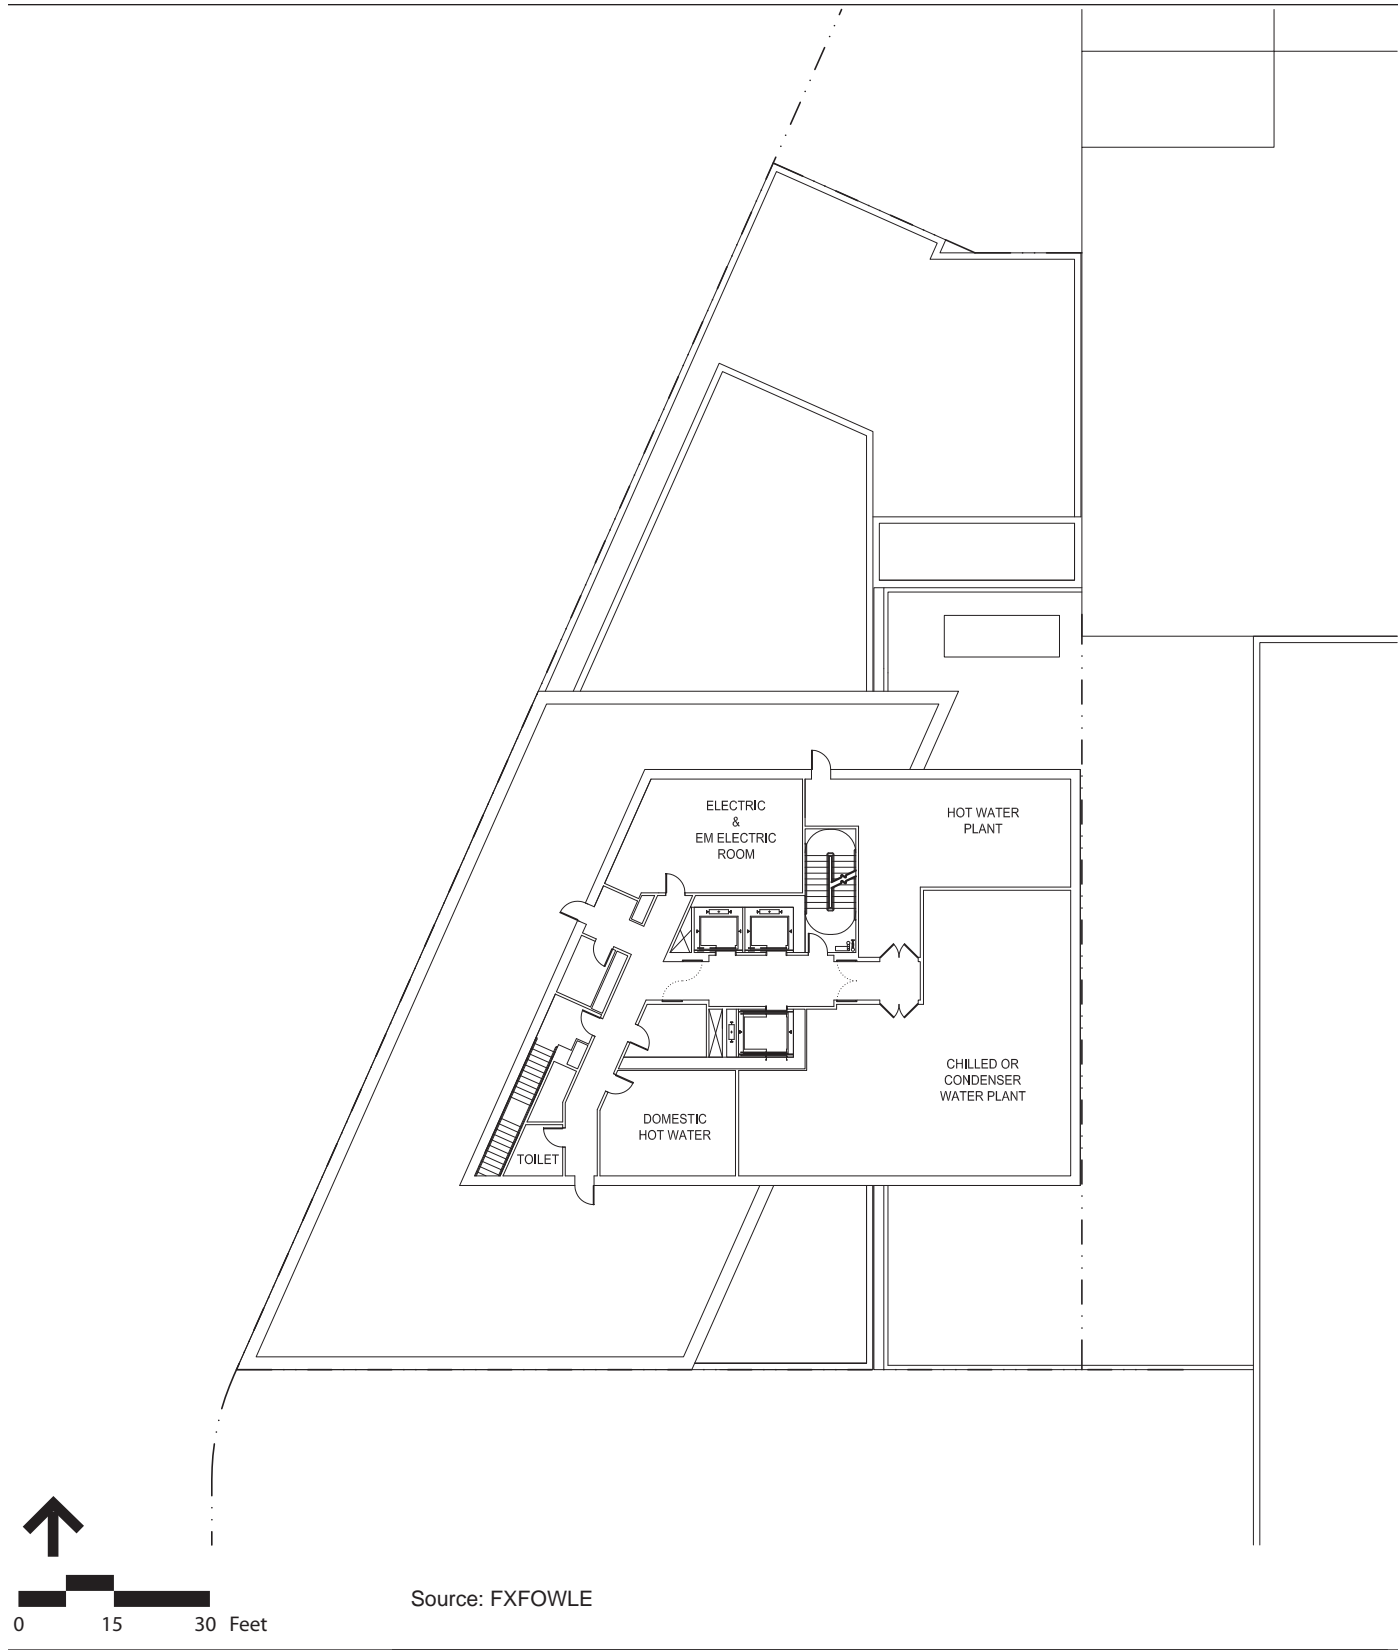 ELECTRIC
&
EM ELECTRIC
ROOM
HOT WATER
PLANT
CHILLED OR
CONDENSER
WATER PLANT
DOMESTIC
HOT WATER
TOILET
Source: FXFOWLE
0 15 30 Feet